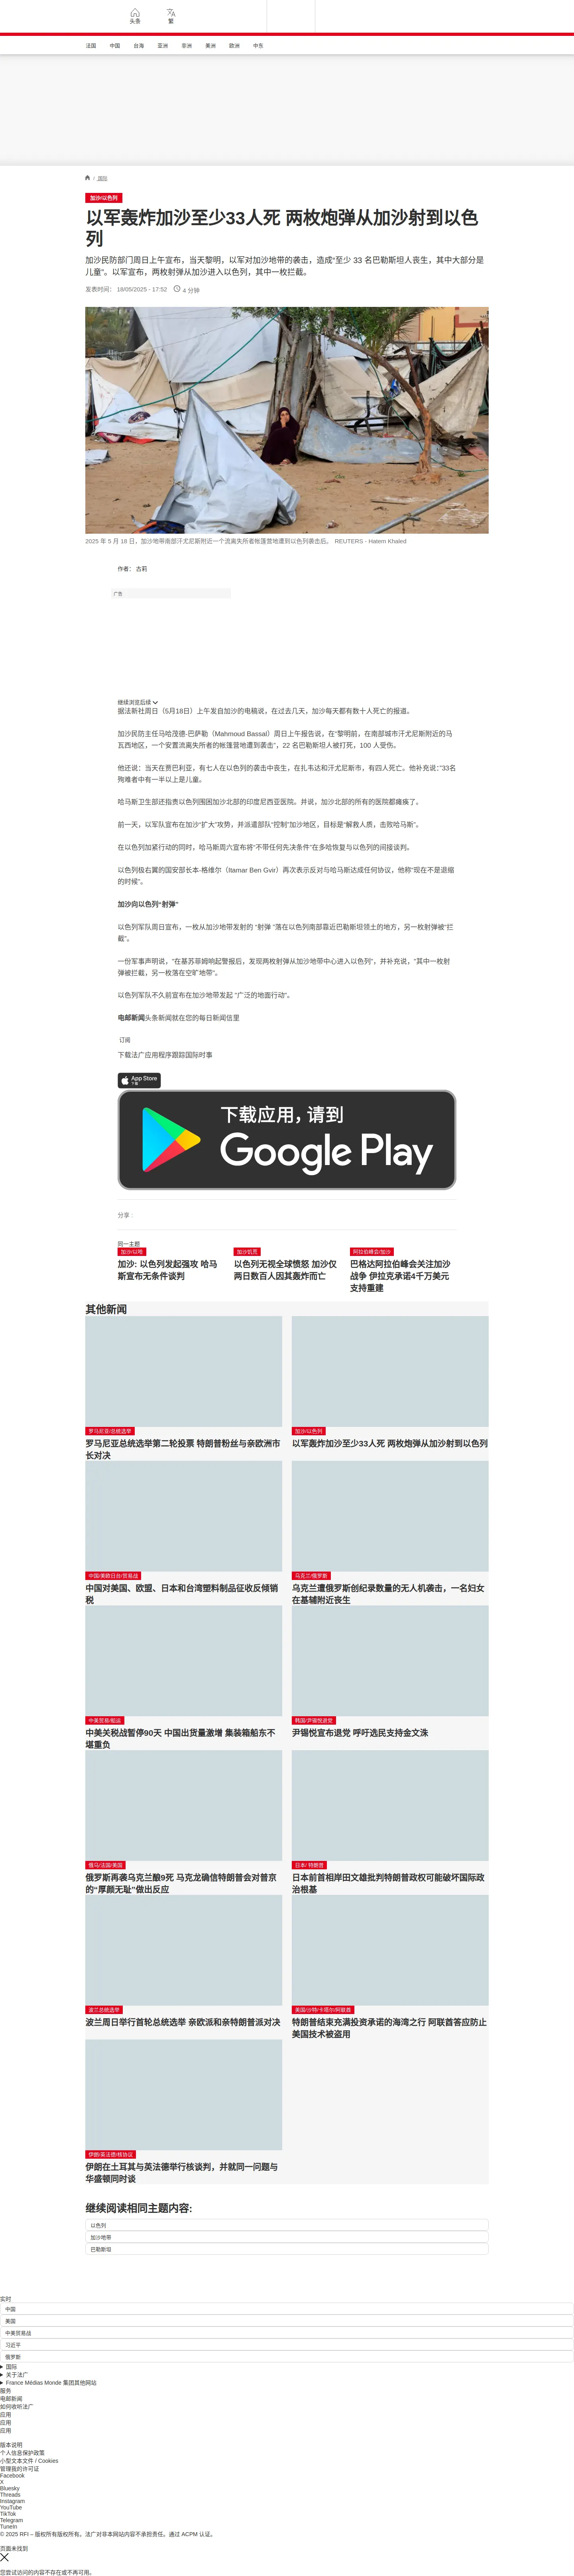 头条
繁
法国 中国 台海 亚洲 非洲 美洲 欧洲 中东
/ 国际
加沙/以色列
以军轰炸加沙至少33人死 两枚炮弹从加沙射到以色
列
加沙民防部门周日上午宣布，当天黎明，以军对加沙地带的袭击，造成“至少 33 名巴勒斯坦人丧生，其中大部分是
儿童”。以军宣布，两枚射弹从加沙进入以色列，其中一枚拦截。
发表时间： 18/05/2025 - 17:52 4 分钟
2025 年 5 月 18 日，加沙地带南部汗尤尼斯附近一个流离失所者帐篷营地遭到以色列袭击后。 REUTERS - Hatem Khaled
作者： 古莉
广告
继续浏览后续
据法新社周日（5月18日）上午发自加沙的电稿说，在过去几天，加沙每天都有数十人死亡的报道。
加沙民防主任马哈茂德-巴萨勒（Mahmoud Bassal）周日上午报告说，在“黎明前，在南部城市汗尤尼斯附近的马
瓦西地区，一个安置流离失所者的帐篷营地遭到袭击”，22 名巴勒斯坦人被打死，100 人受伤。
他还说：当天在贾巴利亚，有七人在以色列的袭击中丧生，在扎韦达和汗尤尼斯市，有四人死亡。他补充说：“33名
殉难者中有一半以上是儿童。
哈马斯卫生部还指责以色列围困加沙北部的印度尼西亚医院。并说，加沙北部的所有的医院都瘫痪了。
前一天，以军队宣布在加沙“扩大”攻势，并派遣部队“控制”加沙地区，目标是“解救人质，击败哈马斯”。
在以色列加紧行动的同时，哈马斯周六宣布将“不带任何先决条件”在多哈恢复与以色列的间接谈判。
以色列极右翼的国安部长本-格维尔（Itamar Ben Gvir）再次表示反对与哈马斯达成任何协议，他称“现在不是退缩
的时候”。
加沙向以色列“射弹”
以色列军队周日宣布，一枚从加沙地带发射的 “射弹 ”落在以色列南部靠近巴勒斯坦领土的地方，另一枚射弹被“拦
截”。
一份军事声明说，“在基苏菲姆响起警报后，发现两枚射弹从加沙地带中心进入以色列”，并补充说，“其中一枚射
弹被拦截，另一枚落在空旷地带”。
以色列军队不久前宣布在加沙地带发起 “广泛的地面行动”。
电邮新闻头条新闻就在您的每日新闻信里
订阅
下载法广应用程序跟踪国际时事
App Store
下载
下载应用，请到
Google Play
分享 :
同一主题
加沙/以哈
加沙: 以色列发起强攻 哈马
斯宣布无条件谈判
加沙饥荒
以色列无视全球愤怒 加沙仅
两日数百人因其轰炸而亡
阿拉伯峰会/加沙
巴格达阿拉伯峰会关注加沙
战争 伊拉克承诺4千万美元
支持重建
其他新闻
罗马尼亚/总统选举
罗马尼亚总统选举第二轮投票 特朗普粉丝与亲欧洲市
长对决
加沙/以色列
以军轰炸加沙至少33人死 两枚炮弹从加沙射到以色列
中国/美欧日台/贸易战
中国对美国、欧盟、日本和台湾塑料制品征收反倾销
税
乌克兰/俄罗斯
乌克兰遭俄罗斯创纪录数量的无人机袭击，一名妇女
在基辅附近丧生
中美贸易/船运
中美关税战暂停90天 中国出货量激增 集装箱船东不
堪重负
韩国/尹锡悦退党
尹锡悦宣布退党 呼吁选民支持金文洙
俄乌/法国/美国
俄罗斯再袭乌克兰酿9死 马克龙确信特朗普会对普京
的“厚颜无耻”做出反应
日本/ 特朗普
日本前首相岸田文雄批判特朗普政权可能破坏国际政
治根基
波兰总统选举
波兰周日举行首轮总统选举 亲欧派和亲特朗普派对决
美国/沙特/卡塔尔/阿联酋
特朗普结束充满投资承诺的海湾之行 阿联酋答应防止
美国技术被盗用
伊朗/英法德/核协议
伊朗在土耳其与英法德举行核谈判，并就同一问题与
华盛顿同时谈
继续阅读相同主题内容:
以色列
加沙地带
巴勒斯坦
实时
中国
美国
中美贸易战
习近平
俄罗斯
国际
关于法广
France Médias Monde 集团其他网站
服务
电邮新闻
如何收听法广
应用
应用
应用
版本说明
个人信息保护政策
小型文本文件 / Cookies
管理我的许可证
Facebook
X
Bluesky
Threads
Instagram
YouTube
TikTok
Telegram
TuneIn
© 2025 RFI – 版权所有版权所有。法广对非本网站内容不承担责任。通过 ACPM 认证。
页面未找到
您尝试访问的内容不存在或不再可用。